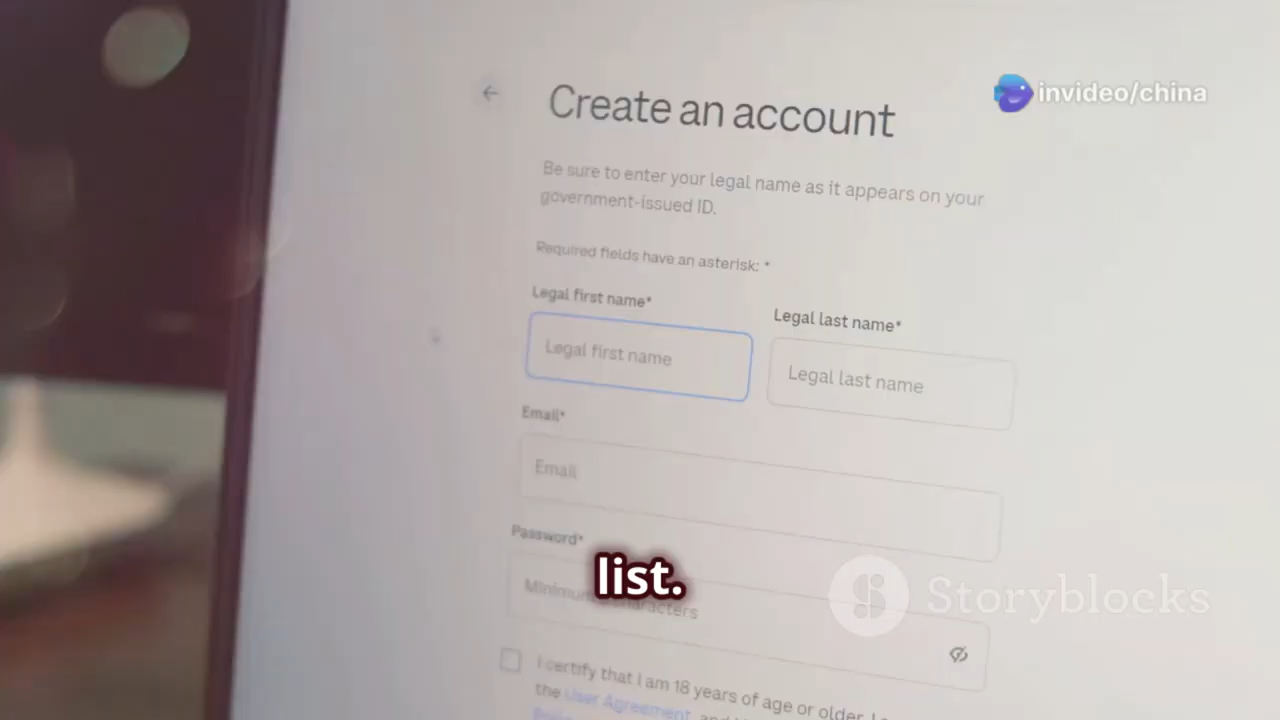 invideo/china
Create an account
Be sure to enter your legal name as it appears on your
government-issued ID.
Required fields have an asterisk: *
Legal first name*
Legal last name*
Legal first name
Legal last name
Email*
Email
Password*
list.
characters
Storyblocks
I certify that I am 18 years of age or older, I
the User Agreement, and